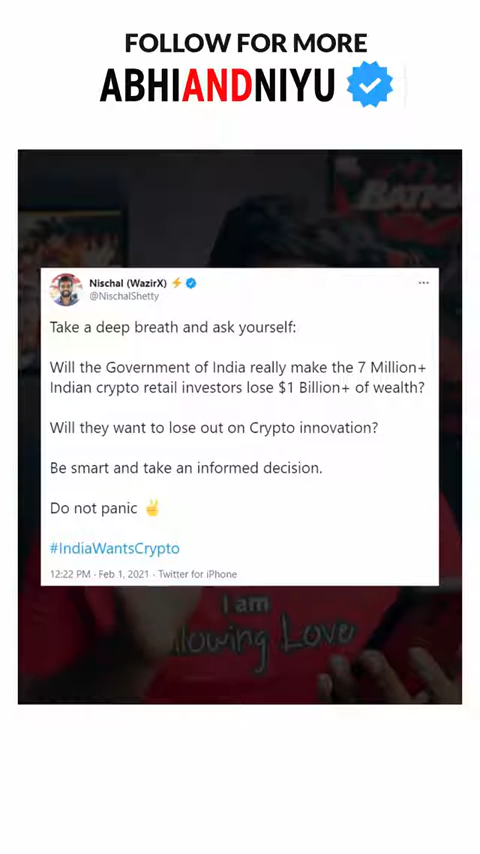 FOLLOW FOR MORE
ABHIANDNIYU
BATM
Nischal (WazirX) ⚡
@NischalShetty
Take a deep breath and ask yourself:
Will the Government of India really make the 7 Million+
Indian crypto retail investors lose $1 Billion+ of wealth?
Will they want to lose out on Crypto innovation?
Be smart and take an informed decision.
Do not panic ✌️
#IndiaWantsCrypto
12:22 PM · Feb 1, 2021 · Twitter for iPhone
I am
llowing Love